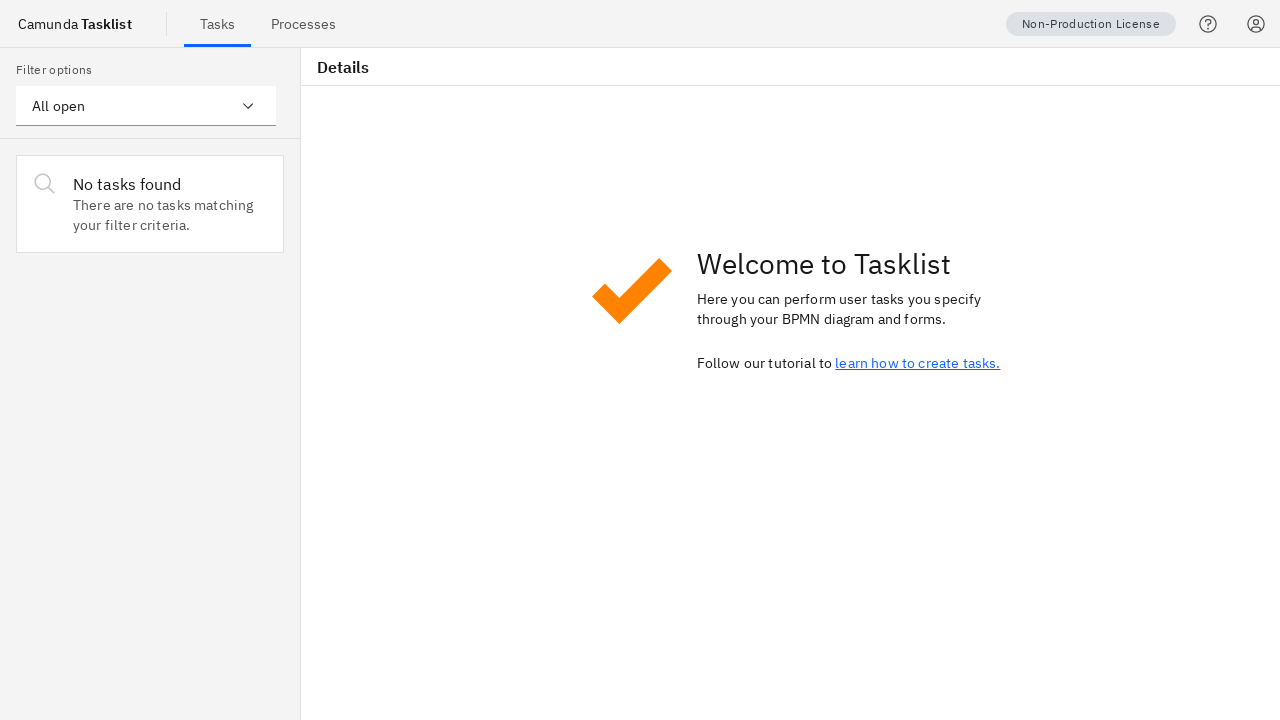 Camunda Tasklist
Tasks
Processes
Non-Production License
Filter options
All open
No tasks found
There are no tasks matching
your filter criteria.
Details
Welcome to Tasklist
Here you can perform user tasks you specify
through your BPMN diagram and forms.
Follow our tutorial to learn how to create tasks.